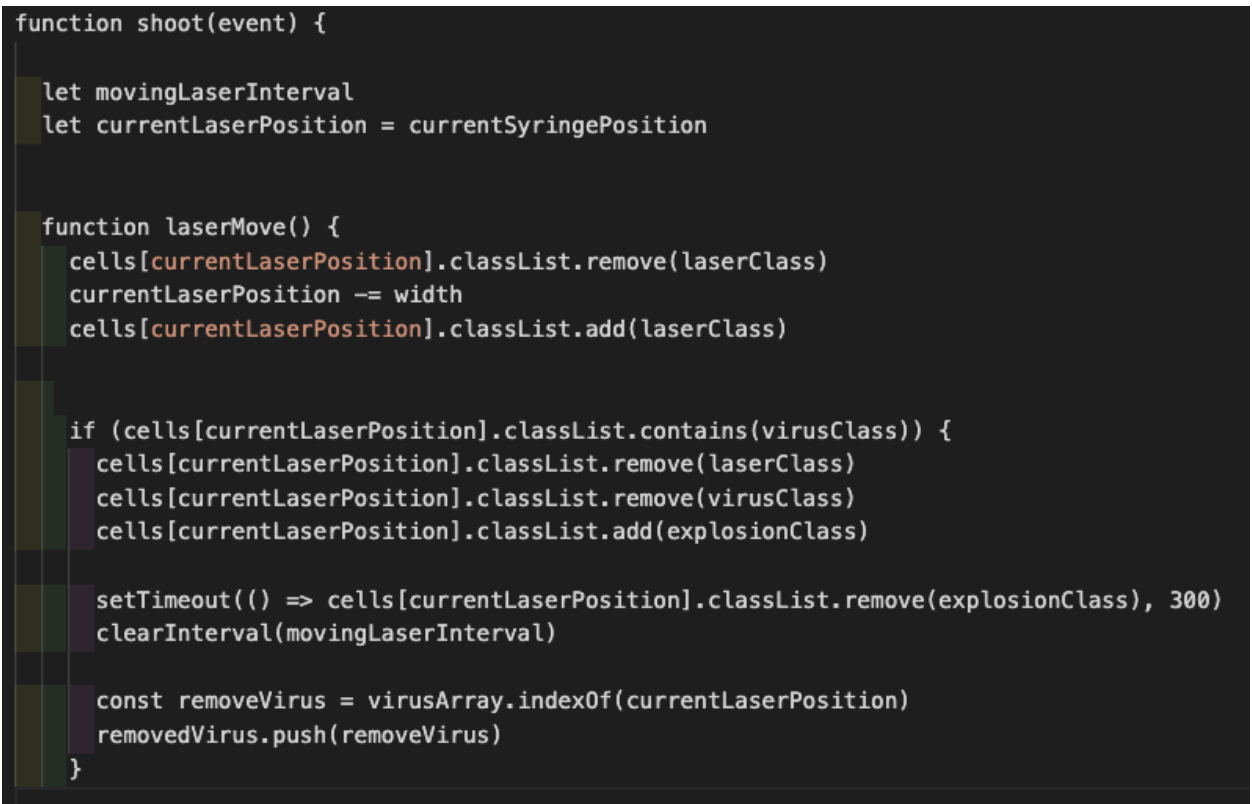 function shoot(event) {
let movingLaserInterval
let currentLaserPosition = currentSyringePosition
function laserMove() {
cells[currentLaserPosition].classList.remove(laserClass)
currentLaserPosition -= width
cells[currentLaserPosition].classList.add(laserClass)
if (cells[currentLaserPosition].classList.contains(virusClass)) {
cells[currentLaserPosition].classList.remove(laserClass)
cells[currentLaserPosition].classList.remove(virusClass)
cells[currentLaserPosition].classList.add(explosionClass)
setTimeout(() => cells[currentLaserPosition].classList.remove(explosionClass), 300)
clearInterval(movingLaserInterval)
const removeVirus = virusArray.indexOf(currentLaserPosition)
removedVirus.push(removeVirus)
}